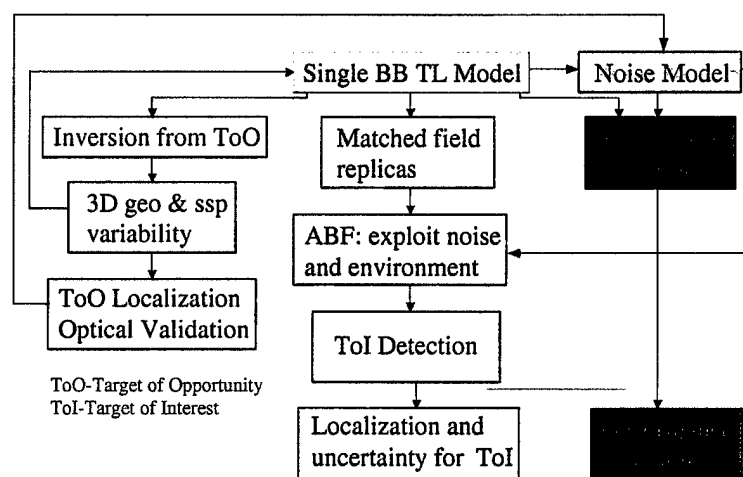 Single BB TL Model
Noise Model
Inversion from ToO
Matched field
replicas
3D geo & ssp
variability
ABF: exploit noise
and environment
ToO Localization
Optical Validation
ToI Detection
ToO-Target of Opportunity
ToI-Target of Interest
Localization and
uncertainty for ToI